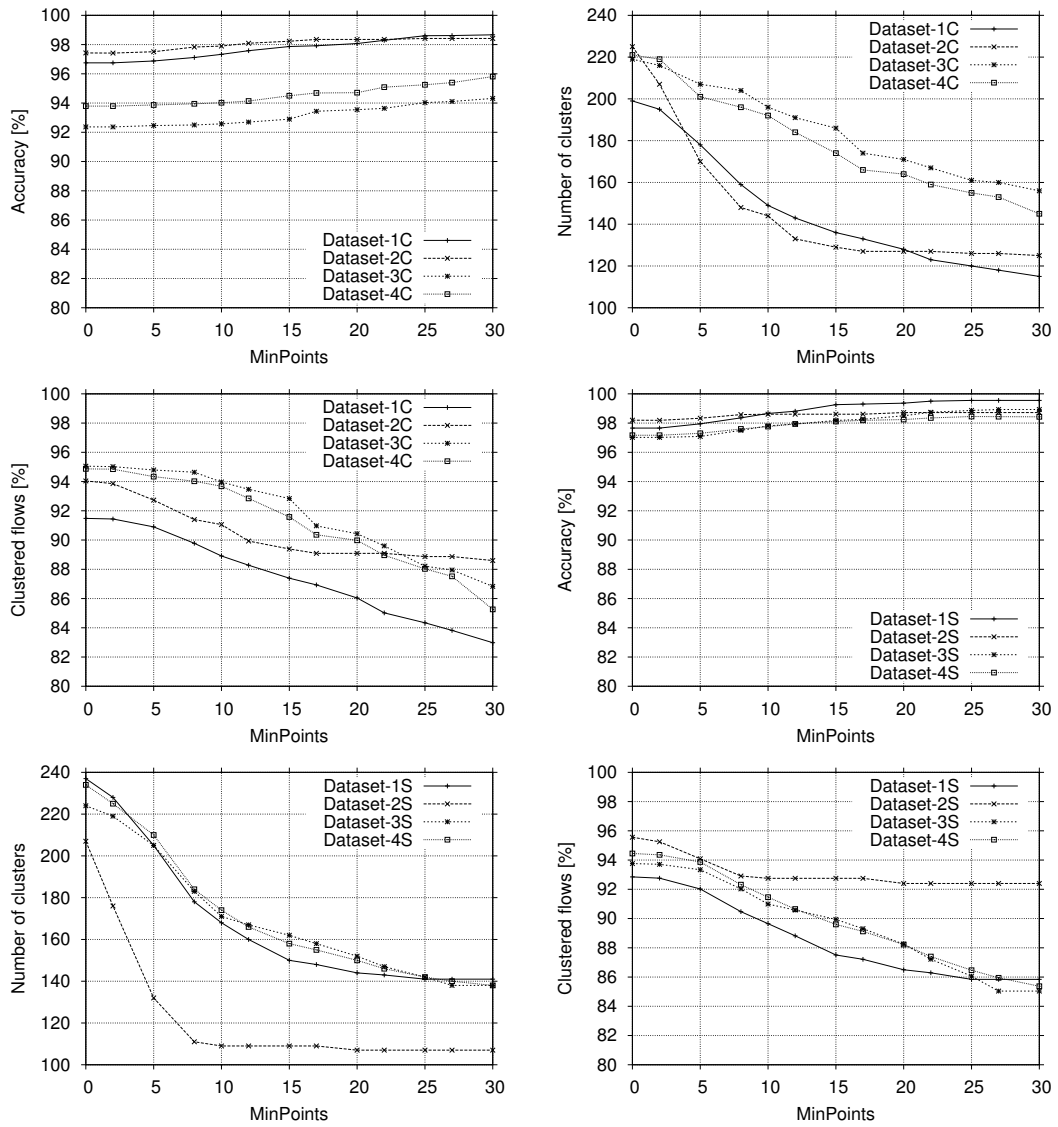 Accuracy [%]
100
98
96
94
92
90
88
86
84
82
80
Dataset-1C
Dataset-2C
Dataset-3C
Dataset-4C
0 5 10 15 20 25 30
MinPoints
Number of clusters
240
220
200
180
160
140
120
100
Dataset-1C
Dataset-2C
Dataset-3C
Dataset-4C
0 5 10 15 20 25 30
MinPoints
Clustered flows [%]
100
98
96
94
92
90
88
86
84
82
80
Dataset-1C
Dataset-2C
Dataset-3C
Dataset-4C
0 5 10 15 20 25 30
MinPoints
Accuracy [%]
100
98
96
94
92
90
88
86
84
82
80
Dataset-1S
Dataset-2S
Dataset-3S
Dataset-4S
0 5 10 15 20 25 30
MinPoints
Number of clusters
240
220
200
180
160
140
120
100
Dataset-1S
Dataset-2S
Dataset-3S
Dataset-4S
0 5 10 15 20 25 30
MinPoints
Clustered flows [%]
100
98
96
94
92
90
88
86
84
82
80
Dataset-1S
Dataset-2S
Dataset-3S
Dataset-4S
0 5 10 15 20 25 30
MinPoints